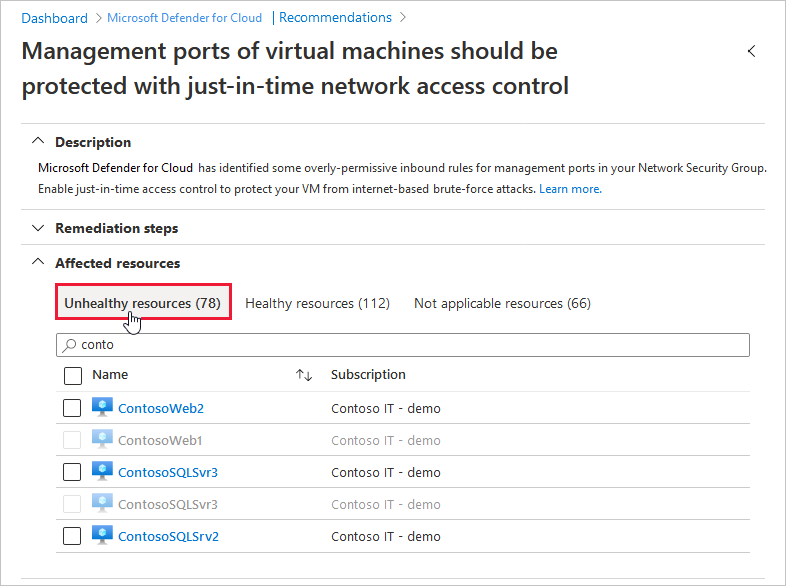 Dashboard > Microsoft Defender for Cloud | Recommendations >
Management ports of virtual machines should be
protected with just-in-time network access control
Description
Microsoft Defender for Cloud has identified some overly-permissive inbound rules for management ports in your Network Security Group.
Enable just-in-time access control to protect your VM from internet-based brute-force attacks. Learn more.
Remediation steps
Affected resources
Unhealthy resources (78) Healthy resources (112) Not applicable resources (66)
conto
Name Subscription
ContosoWeb2 Contoso IT - demo
ContosoWeb1 Contoso IT - demo
ContosoSQLSvr3 Contoso IT - demo
ContosoSQLSvr3 Contoso IT - demo
ContosoSQLSrv2 Contoso IT - demo